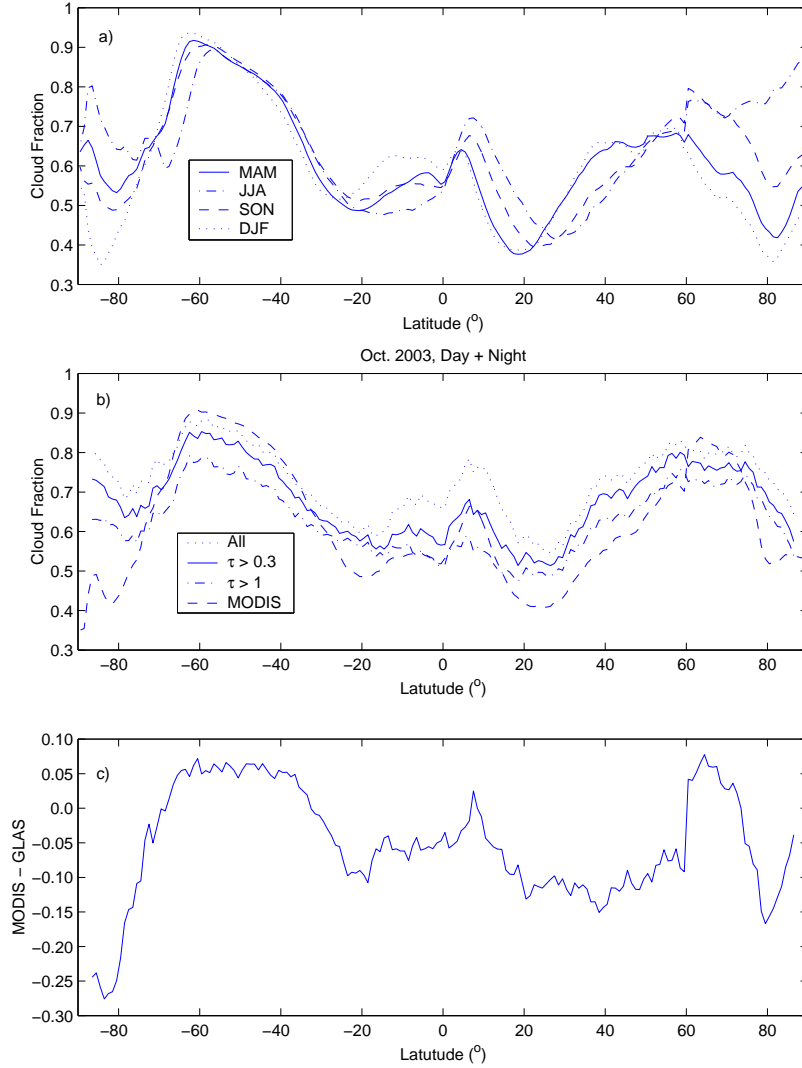 a)
1
0.9
0.8
0.7
0.6
0.5
0.4
0.3
Cloud Fraction
MAM
JJA
SON
DJF
−80 −60 −40 −20 0 20 40 60 80
Latitude (o)
Oct. 2003, Day + Night
b)
1
0.9
0.8
0.7
0.6
0.5
0.4
0.3
Cloud Fraction
All
τ > 0.3
τ > 1
MODIS
−80 −60 −40 −20 0 20 40 60 80
Latutude (o)
c)
0.10
0.05
0.0
−0.05
−0.10
−0.15
−0.20
−0.25
−0.30
MODIS − GLAS
−80 −60 −40 −20 0 20 40 60 80
Latutude (o)